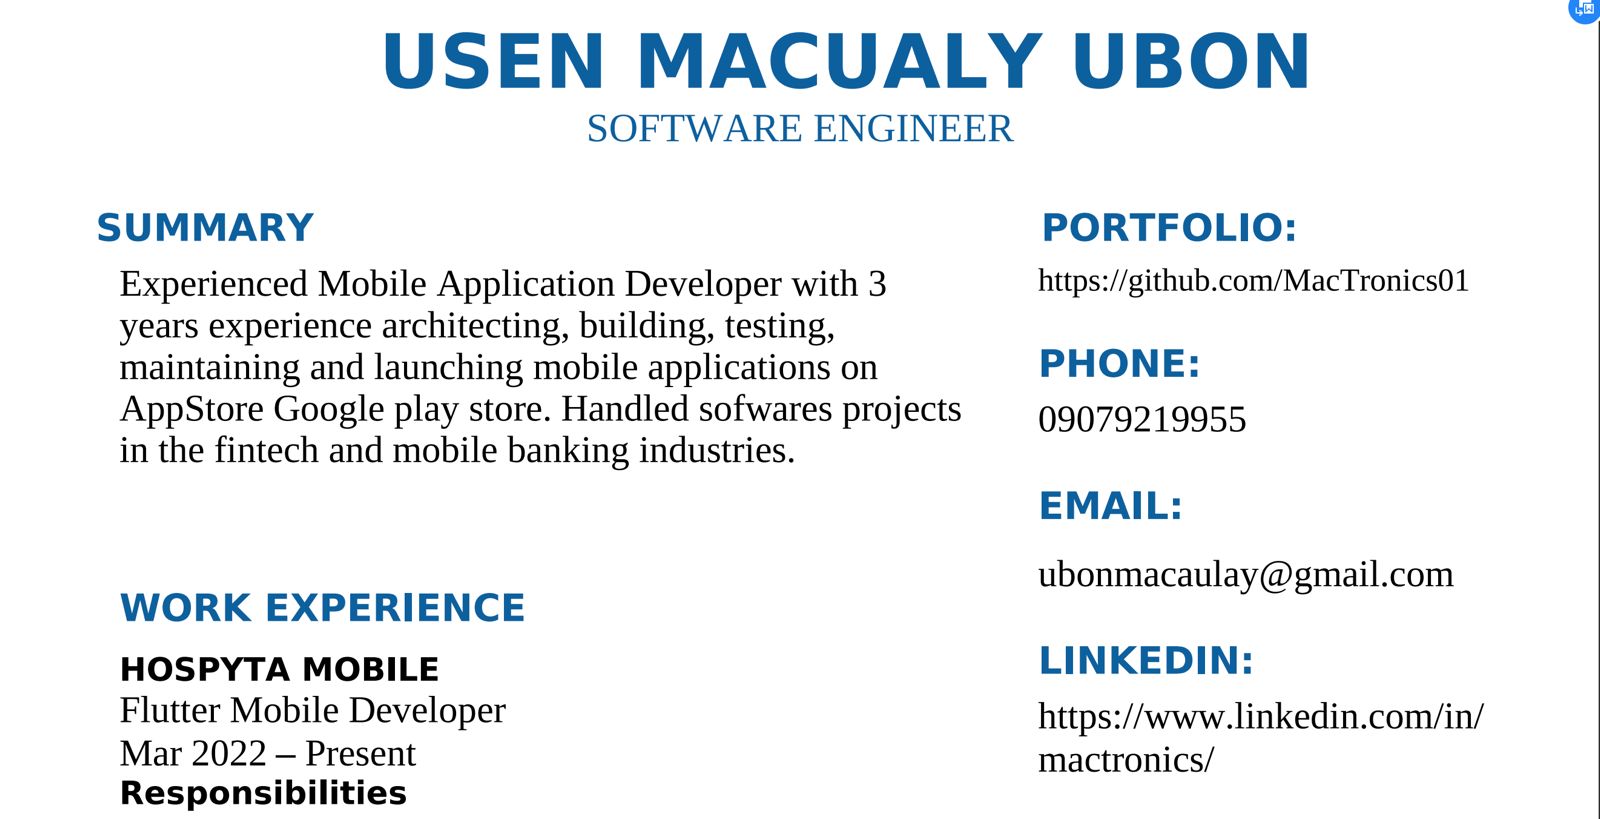 USEN MACUALY UBON
SOFTWARE ENGINEER
SUMMARY
Experienced Mobile Application Developer with 3
years experience architecting, building, testing,
maintaining and launching mobile applications on
AppStore Google play store. Handled sofwares projects
in the fintech and mobile banking industries.
WORK EXPERIENCE
HOSPYTA MOBILE
Flutter Mobile Developer
Mar 2022 – Present
Responsibilities
PORTFOLIO:
https://github.com/MacTronics01
PHONE:
09079219955
EMAIL:
ubonmacaulay@gmail.com
LINKEDIN:
https://www.linkedin.com/in/
mactronics/